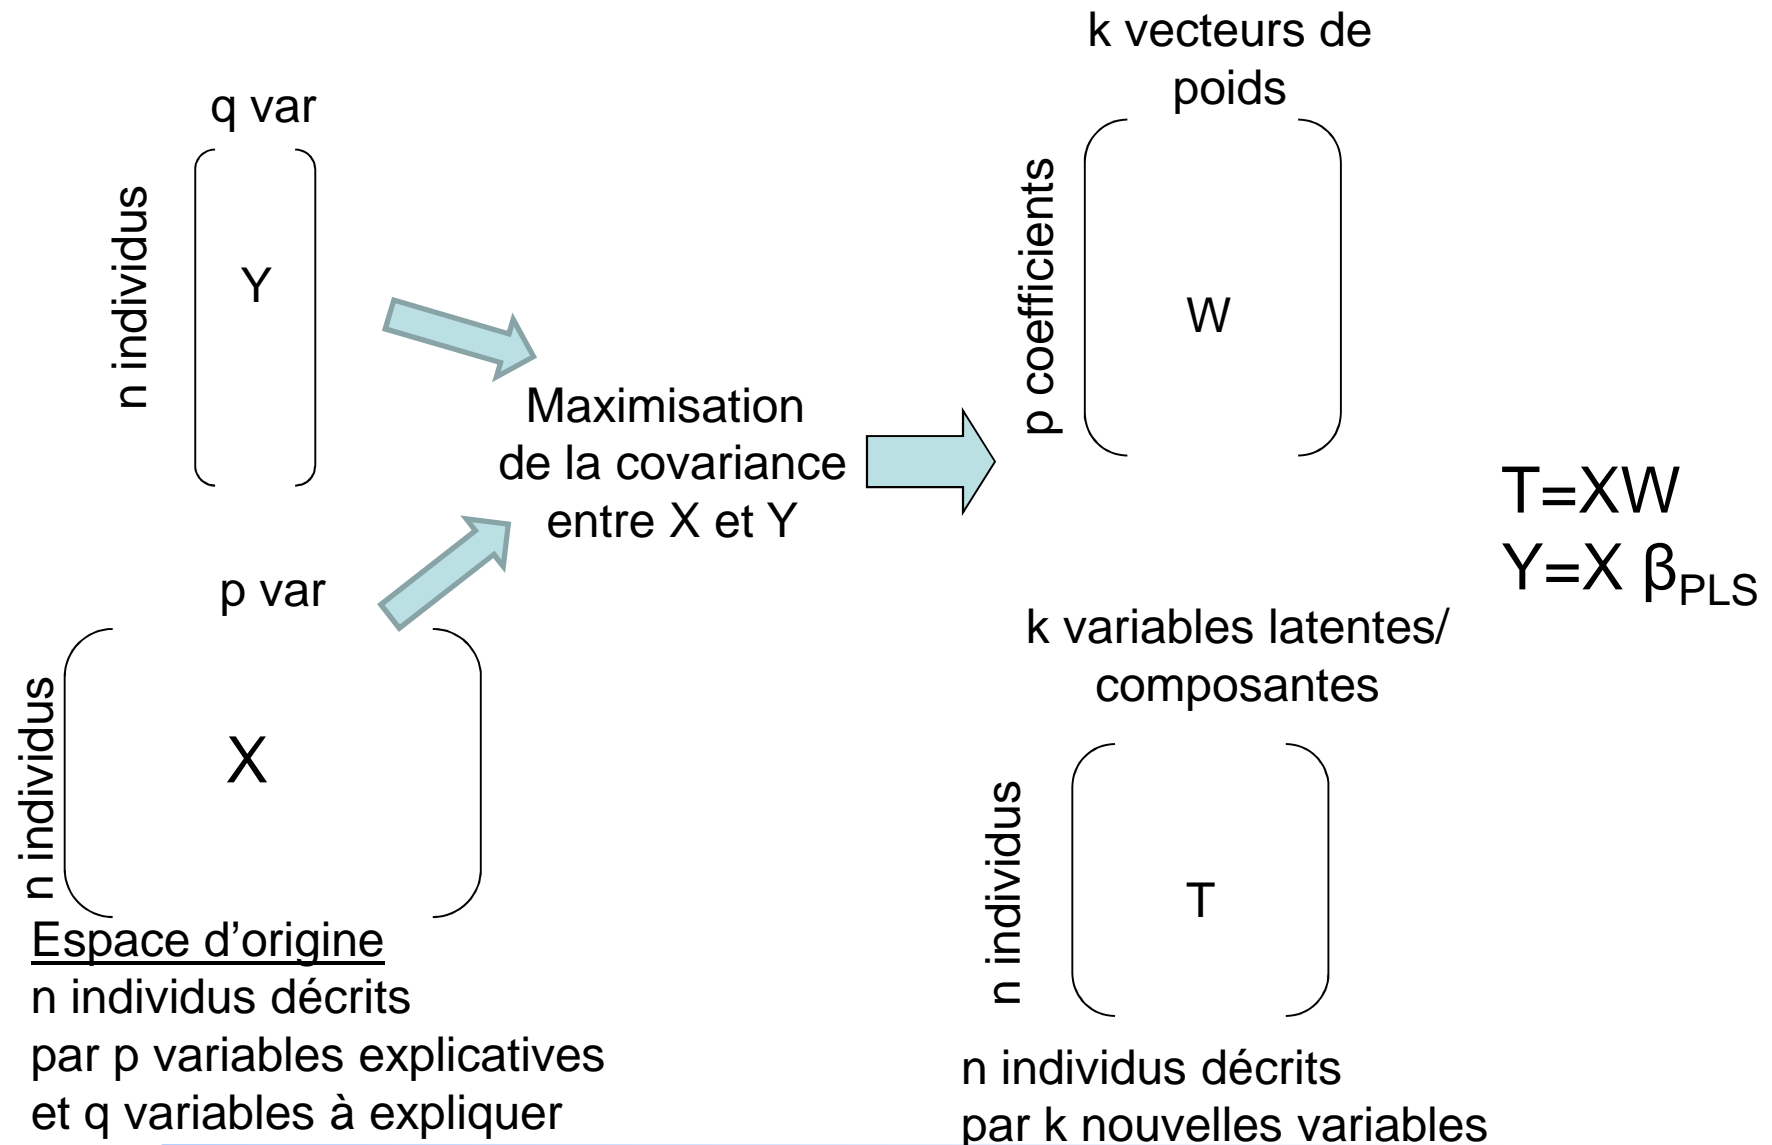 q var
n individus
Y
p var
n individus
X
Espace d'origine
n individus décrits
par p variables explicatives
et q variables à expliquer
Maximisation
de la covariance
entre X et Y
k vecteurs de
poids
p coefficients
W
k variables latentes/
composantes
n individus
T
n individus décrits
par k nouvelles variables
T=XW
Y=X β_PLS